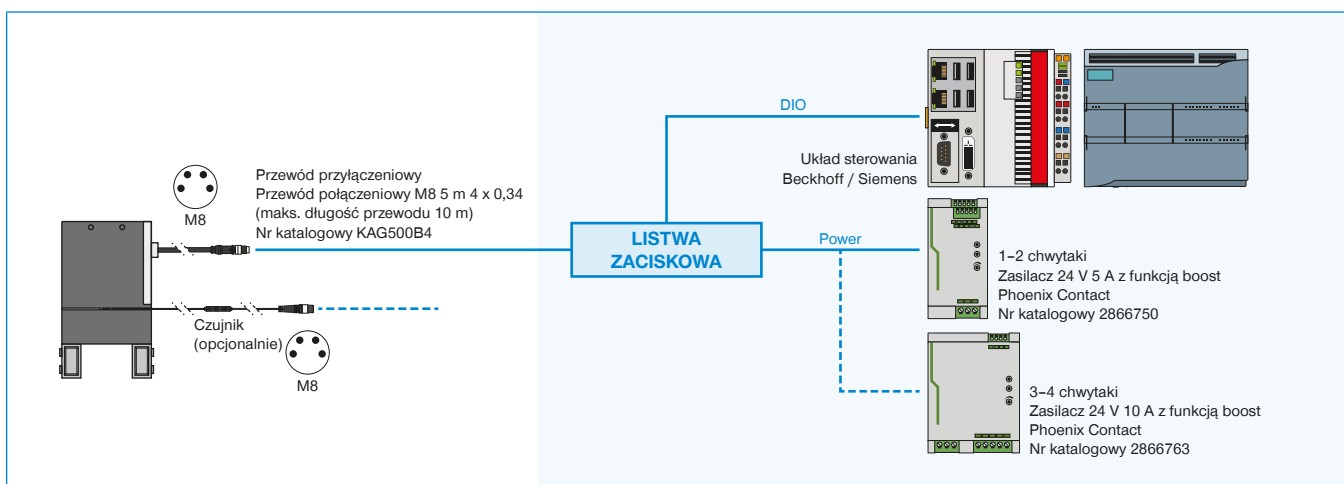 M8
Przewód przyłączeniowy
Przewód połączeniowy M8 5 m 4 x 0,34
(maks. długość przewodu 10 m)
Nr katalogowy KAG500B4
Czujnik
(opcjonalnie)
M8
LISTWA
ZACISKOWA
DIO
Układ sterowania
Beckhoff / Siemens
Power
1–2 chwytaki
Zasilacz 24 V 5 A z funkcją boost
Phoenix Contact
Nr katalogowy 2866750
3–4 chwytaki
Zasilacz 24 V 10 A z funkcją boost
Phoenix Contact
Nr katalogowy 2866763